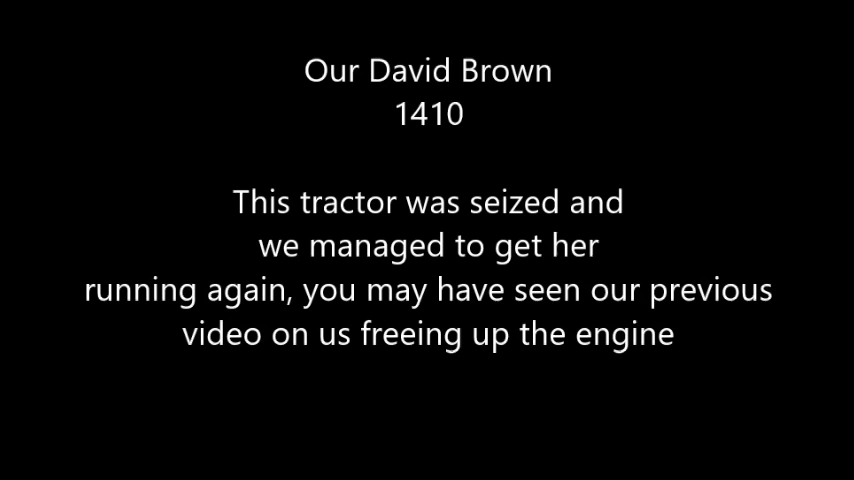 Our David Brown
1410
This tractor was seized and
we managed to get her
running again, you may have seen our previous
video on us freeing up the engine